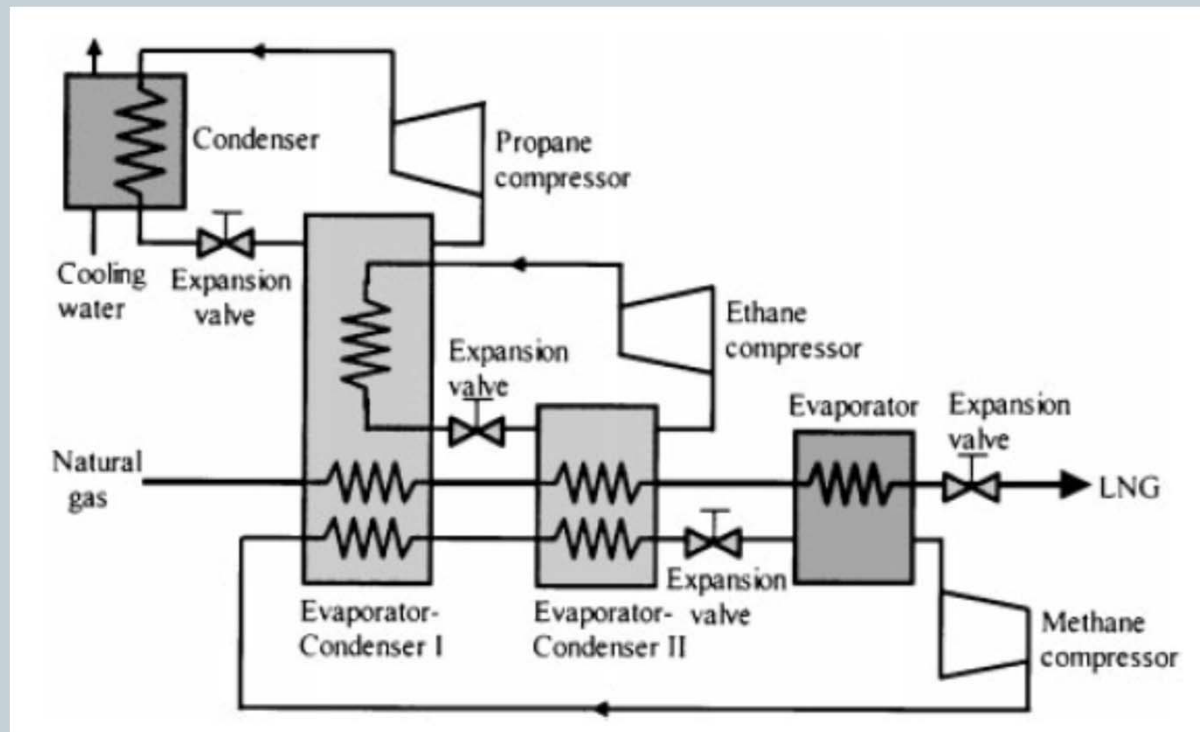 Condenser
Propane
compressor
Cooling
water
Expansion
valve
Ethane
compressor
Expansion
valve
Evaporator
Expansion
valve
Natural
gas
LNG
Expansion
valve
Evaporator-
Condenser I
Evaporator-
Condenser II
Methane
compressor